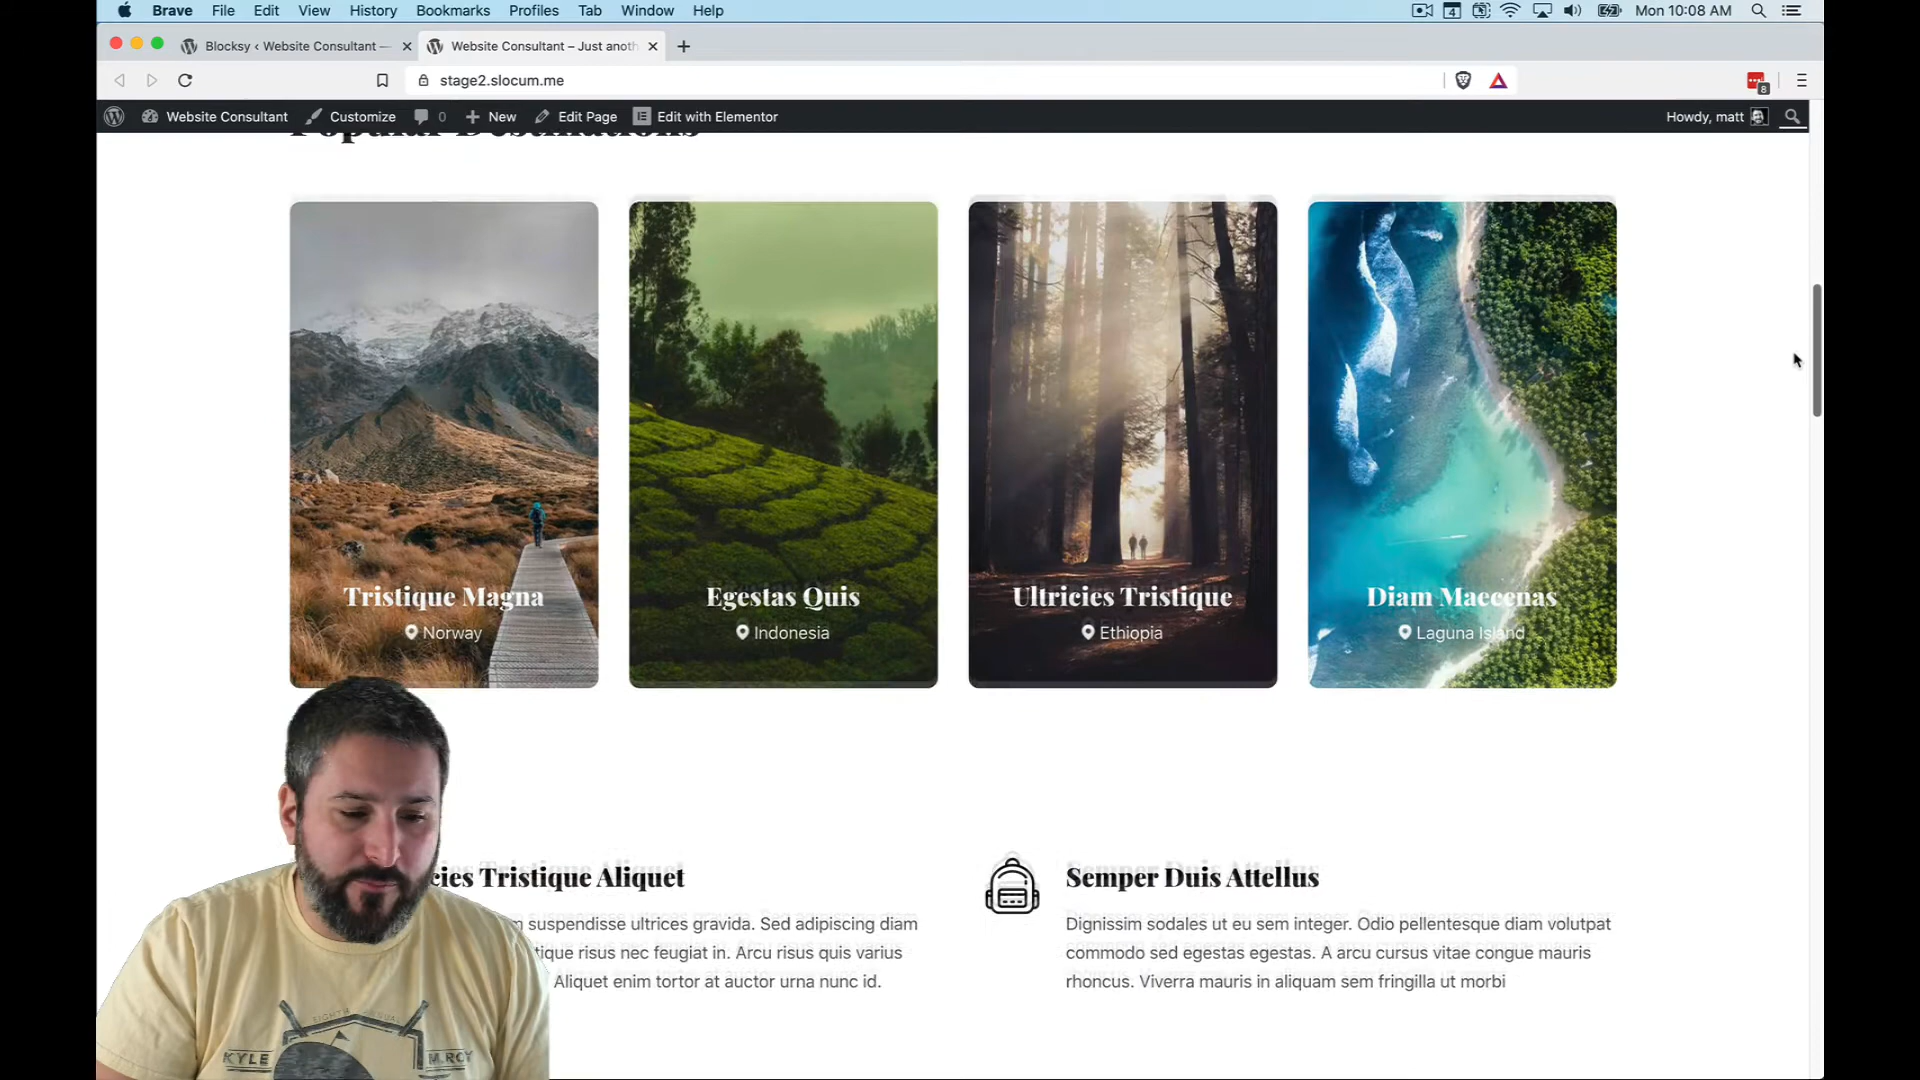 Brave File Edit View History Bookmarks Profiles Tab Window Help 4 Mon 10:08 AM
Blocksy ‹ Website Consultant — Website Consultant – Just anoth
stage2.slocum.me 8
Website Consultant Customize 0 New Edit Page Edit with Elementor Howdy, matt
Popular Destinations
Tristique Magna
Norway
Egestas Quis
Indonesia
Ultricies Tristique
Ethiopia
Diam Maecenas
Laguna Island
cies Tristique Aliquet
suspendisse ultrices gravida. Sed adipiscing diam
tique risus nec feugiat in. Arcu risus quis varius
Aliquet enim tortor at auctor urna nunc id.
Semper Duis Attellus
Dignissim sodales ut eu sem integer. Odio pellentesque diam volutpat
commodo sed egestas egestas. A arcu cursus vitae congue mauris
rhoncus. Viverra mauris in aliquam sem fringilla ut morbi
KYLE